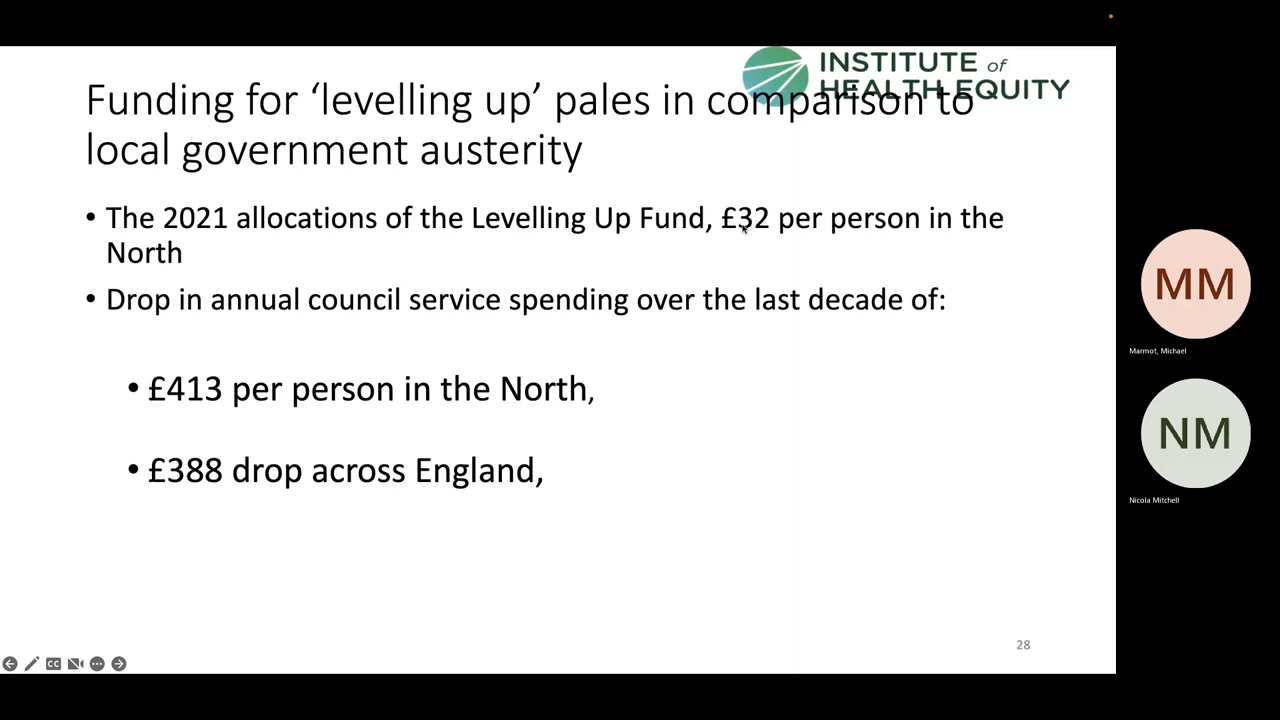 INSTITUTE of
HEALTH EQUITY
Funding for ‘levelling up’ pales in comparison to
local government austerity
• The 2021 allocations of the Levelling Up Fund, £32 per person in the
North
• Drop in annual council service spending over the last decade of:
• £413 per person in the North,
• £388 drop across England,
28
CC
MM
Marmot, Michael
NM
Nicola Mitchell